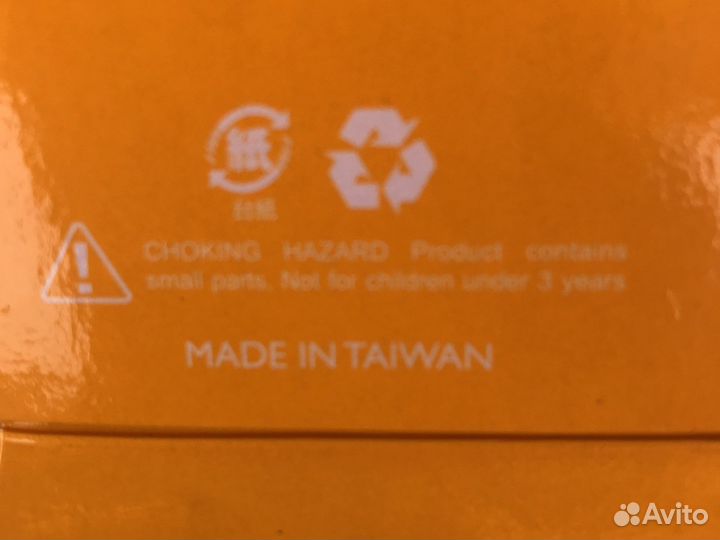 紙
台紙
CHOKING HAZARD Product contains
small parts. Not for children under 3 years
MADE IN TAIWAN
Avito